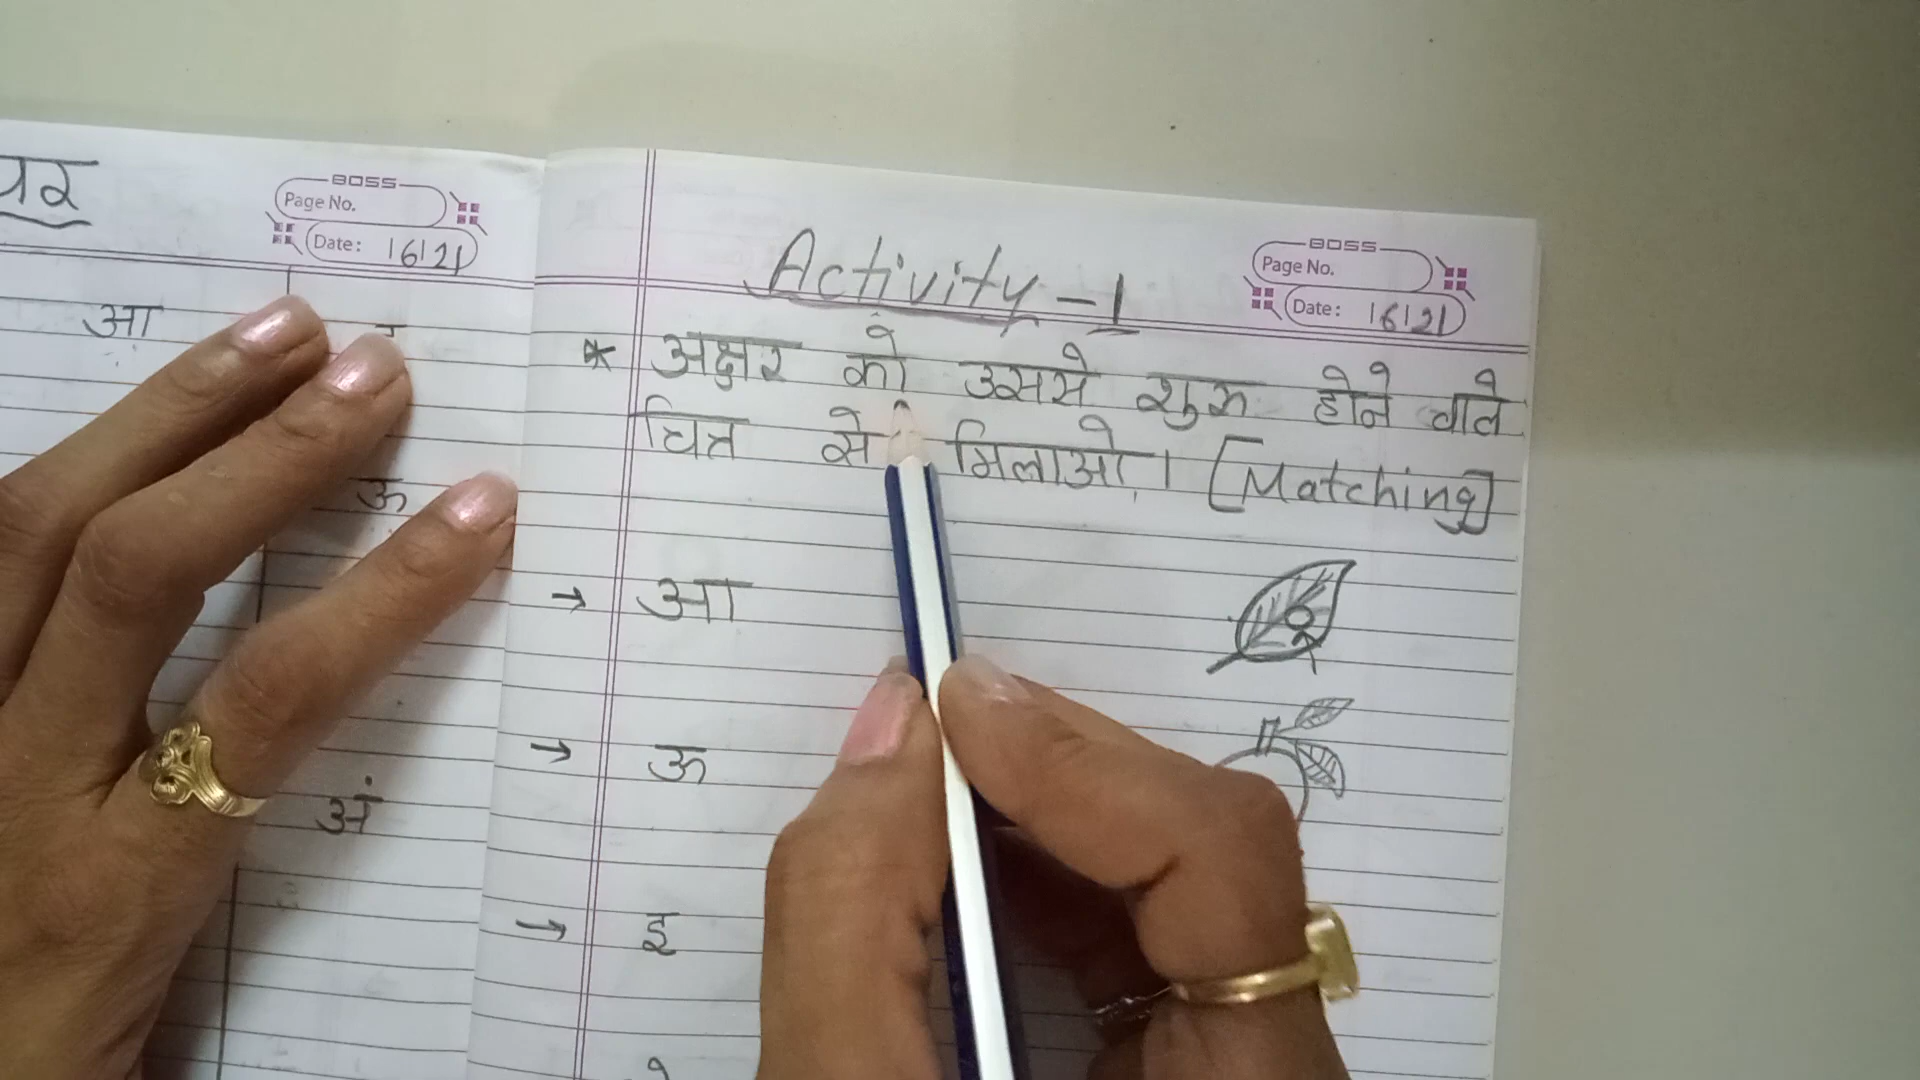 BOSS
Page No.
Date: 1/6/21
आ
ऊ
अं
BOSS
Page No.
Date: 1/6/21
Activity - 1
* अक्षर को उससे शुरू होने वाले
चित्र से मिलाओ। [Matching]
→ आ
→ ऊ
→ इ